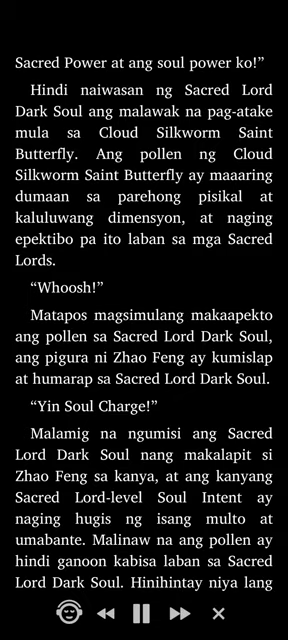 Sacred Power at ang soul power ko!”
Hindi naiwasan ng Sacred Lord
Dark Soul ang malawak na pag-atake
mula sa Cloud Silkworm Saint
Butterfly. Ang pollen ng Cloud
Silkworm Saint Butterfly ay maaaring
dumaan sa parehong pisikal at
kaluluwang dimensyon, at naging
epektibo pa ito laban sa mga Sacred
Lords.
“Whoosh!”
Matapos magsimulang makaapekto
ang pollen sa Sacred Lord Dark Soul,
ang pigura ni Zhao Feng ay kumislap
at humarap sa Sacred Lord Dark Soul.
“Yin Soul Charge!”
Malamig na ngumisi ang Sacred
Lord Dark Soul nang makalapit si
Zhao Feng sa kanya, at ang kanyang
Sacred Lord-level Soul Intent ay
naging hugis ng isang multo at
umabante. Malinaw na ang pollen ay
hindi ganoon kabisa laban sa Sacred
Lord Dark Soul. Hinihintay niya lang